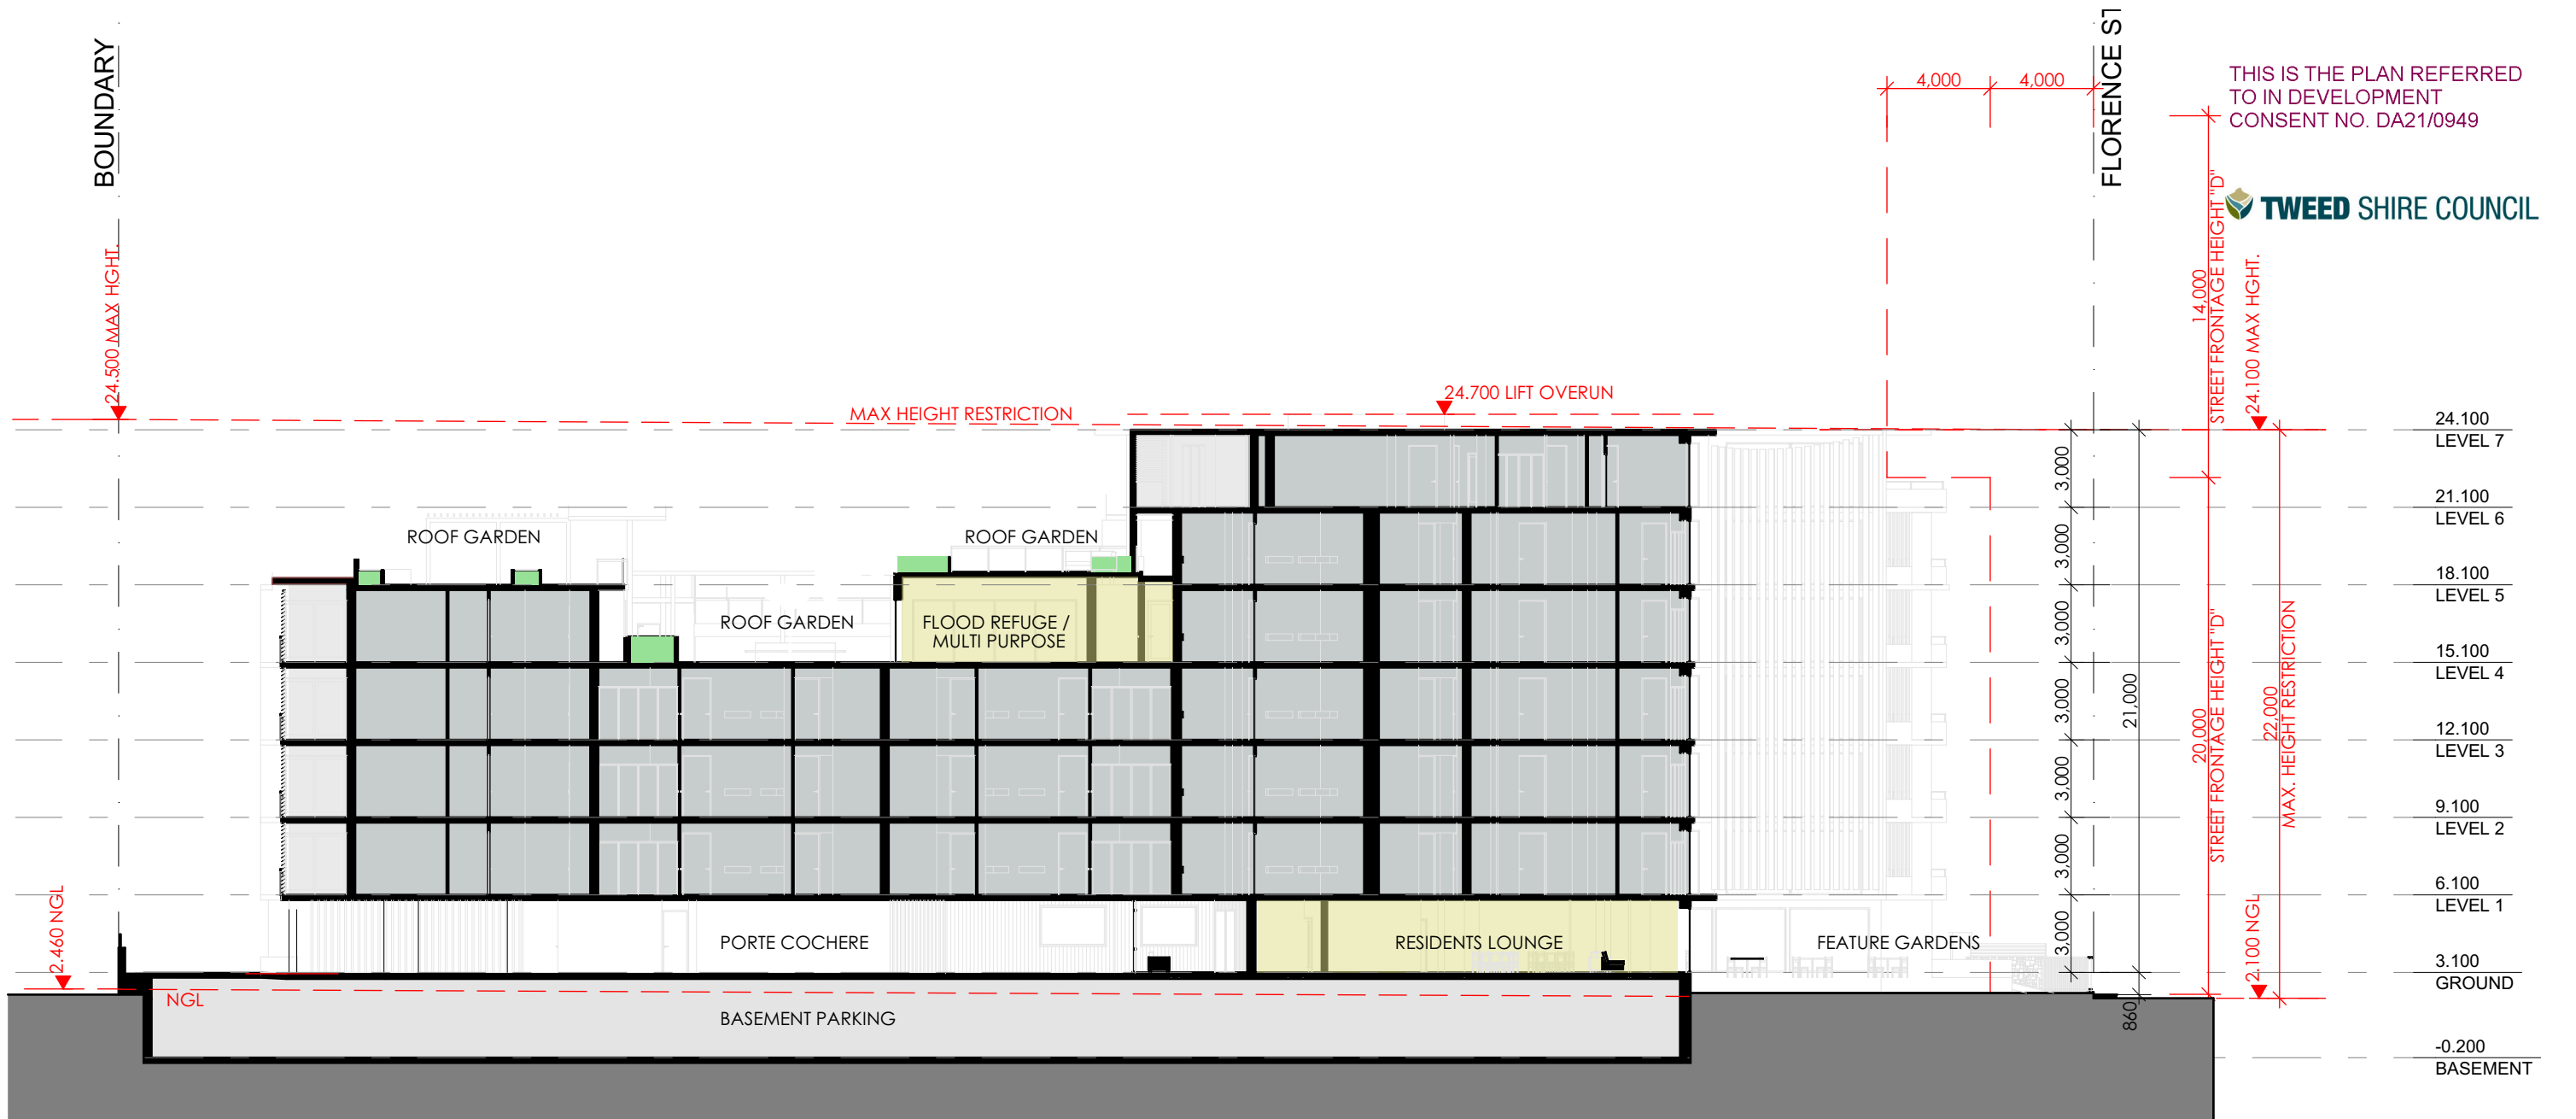 BOUNDARY
FLORENCE ST
4,000
4,000
THIS IS THE PLAN REFERRED
TO IN DEVELOPMENT
CONSENT NO. DA21/0949
TWEED SHIRE COUNCIL
24.500 MAX HGHT.
14,000
STREET FRONTAGE HEIGHT "D"
24.100 MAX HGHT.
MAX HEIGHT RESTRICTION
24.700 LIFT OVERUN
24.100
LEVEL 7
3,000
21.100
LEVEL 6
ROOF GARDEN
ROOF GARDEN
3,000
18.100
LEVEL 5
ROOF GARDEN
FLOOD REFUGE /
MULTI PURPOSE
3,000
15.100
LEVEL 4
3,000
21,000
20,000
STREET FRONTAGE HEIGHT "D"
22,000
MAX. HEIGHT RESTRICTION
12.100
LEVEL 3
3,000
9.100
LEVEL 2
3,000
6.100
LEVEL 1
2.460 NGL
PORTE COCHERE
RESIDENTS LOUNGE
FEATURE GARDENS
3,000
2.100 NGL
3.100
GROUND
NGL
BASEMENT PARKING
860
-0.200
BASEMENT